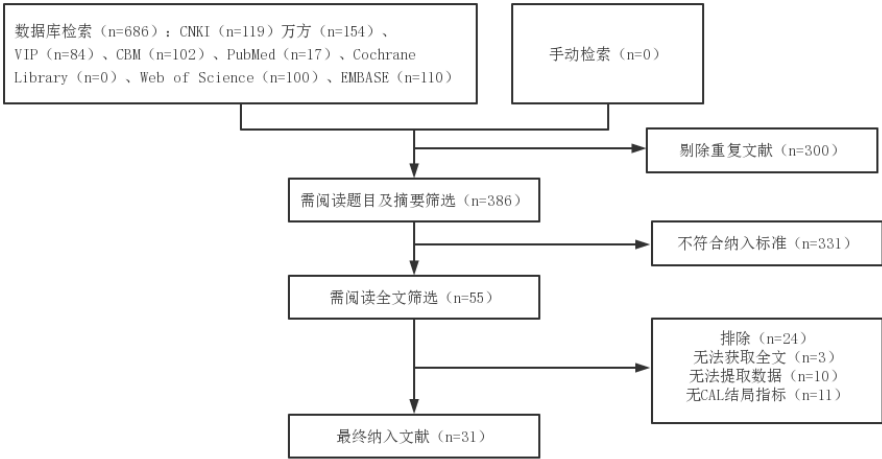 数据库检索（n=686）：CNKI（n=119）万方（n=154）、
VIP（n=84）、CBM（n=102）、PubMed（n=17）、Cochrane
Library（n=0）、Web of Science（n=100）、EMBASE（n=110）
手动检索（n=0）
剔除重复文献（n=300）
需阅读题目及摘要筛选（n=386）
不符合纳入标准（n=331）
需阅读全文筛选（n=55）
排除（n=24）
无法获取全文（n=3）
无法提取数据（n=10）
无CAL结局指标（n=11）
最终纳入文献（n=31）